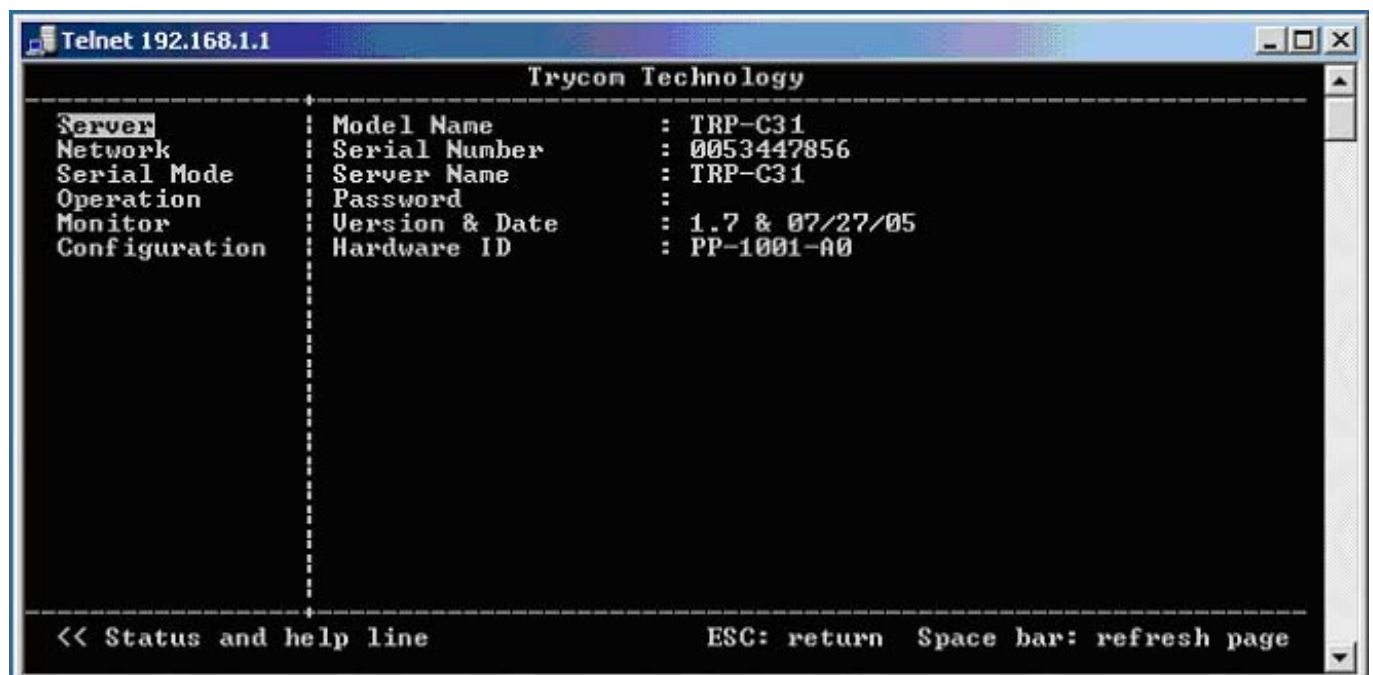 Telnet 192.168.1.1
Trycom Technology
Server | Model Name : TRP-C31
Network | Serial Number : 0053447856
Serial Mode | Server Name : TRP-C31
Operation | Password :
Monitor | Version & Date : 1.7 & 07/27/05
Configuration | Hardware ID : PP-1001-A0
<< Status and help line ESC: return Space bar: refresh page